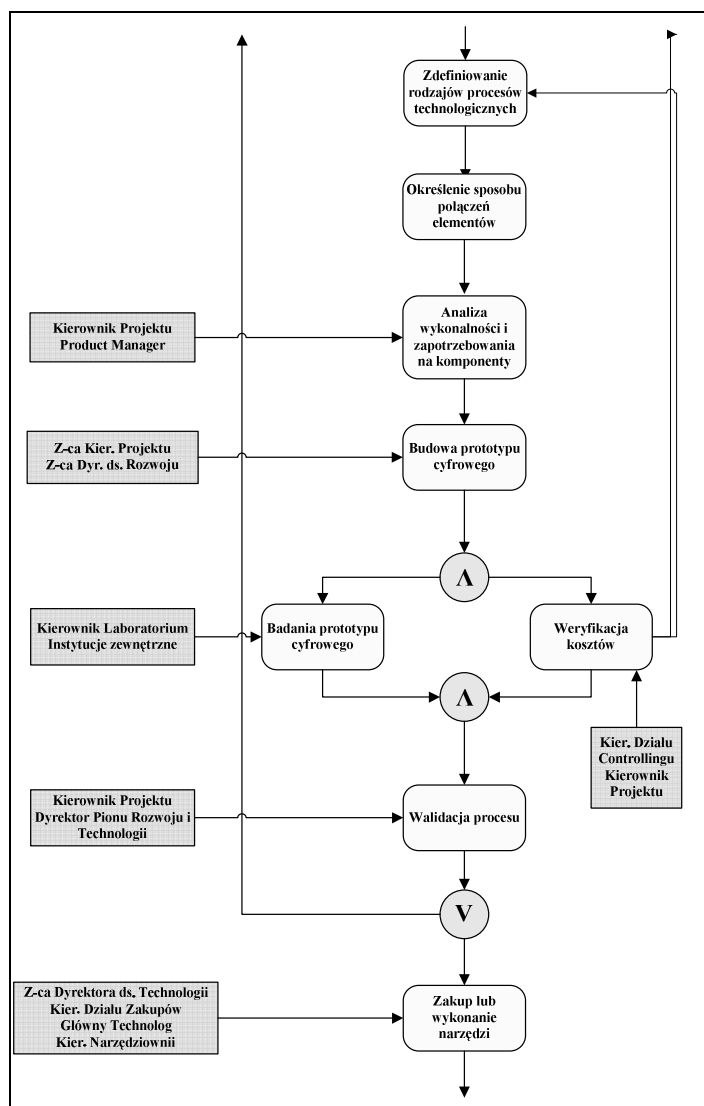 Zdefiniowanie
rodzajów procesów
technologicznych
Określenie sposobu
połączeń
elementów
Kierownik Projektu
Product Manager
Analiza
wykonalności i
zapotrzebowania
na komponenty
Z-ca Kier. Projektu
Z-ca Dyr. ds. Rozwoju
Budowa prototypu
cyfrowego
Λ
Kierownik Laboratorium
Instytucje zewnętrzne
Badania prototypu
cyfrowego
Weryfikacja
kosztów
Λ
Kier. Działu
Controllingu
Kierownik
Projektu
Kierownik Projektu
Dyrektor Pionu Rozwoju i
Technologii
Walidacja procesu
V
Z-ca Dyrektora ds. Technologii
Kier. Działu Zakupów
Główny Technolog
Kier. Narzędziownii
Zakup lub
wykonanie
narzędzi